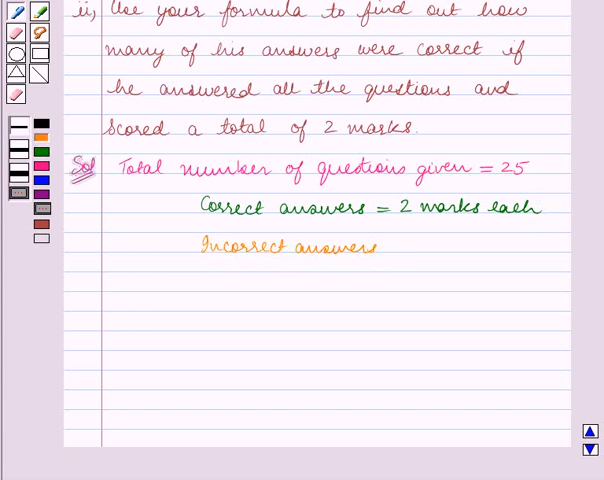 ii, Use your formula to find out how
many of his answers were correct if
he answered all the questions and
scored a total of 2 marks.
Sol Total number of questions given = 25
Correct answers = 2 marks each
Incorrect answers